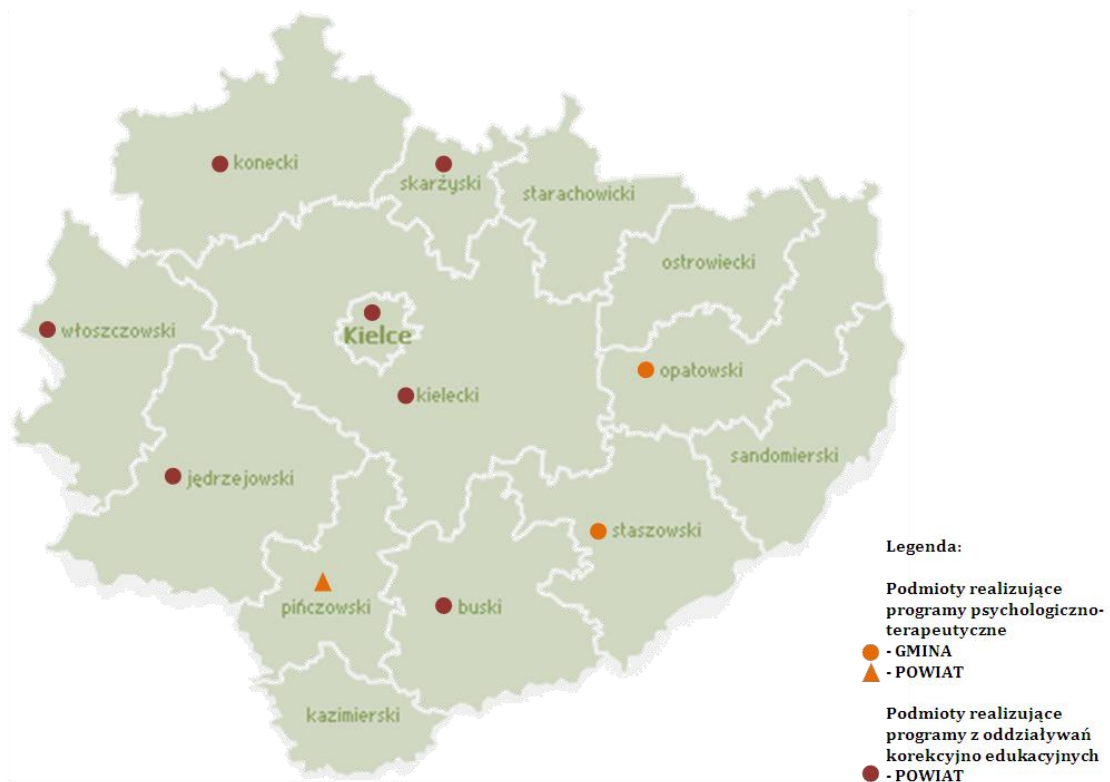 konecki
skarżyski
starachowicki
ostrowiecki
włoszczowski
Kielce
opatowski
kielecki
sandomierski
jędrzejowski
staszowski
pińczowski
buski
kazimierski
Legenda:
Podmioty realizujące
programy psychologiczno-
terapeutyczne
- GMINA
- POWIAT
Podmioty realizujące
programy z oddziaływań
korekcyjno edukacyjnych
- POWIAT